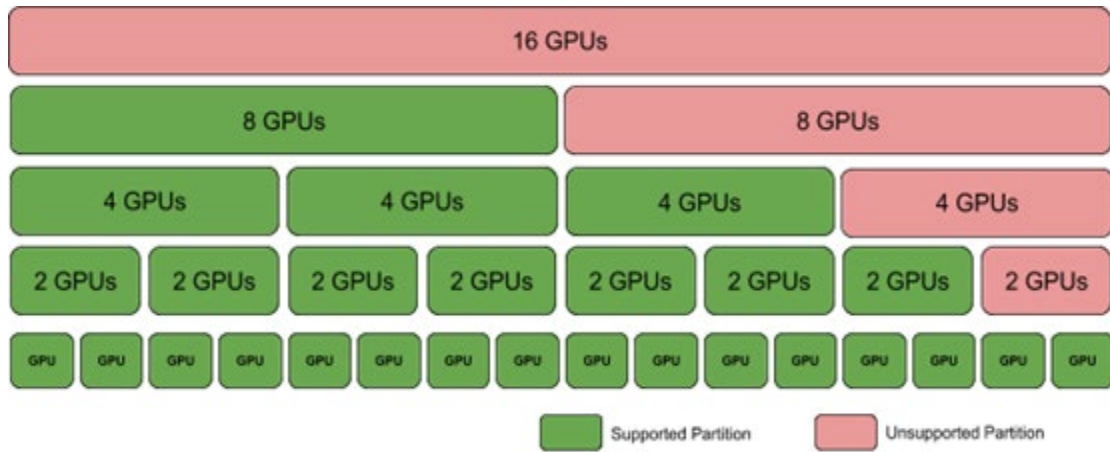 16 GPUs
8 GPUs 8 GPUs
4 GPUs 4 GPUs 4 GPUs 4 GPUs
2 GPUs 2 GPUs 2 GPUs 2 GPUs 2 GPUs 2 GPUs 2 GPUs 2 GPUs
GPU GPU GPU GPU GPU GPU GPU GPU GPU GPU GPU GPU GPU GPU GPU GPU
Supported Partition Unsupported Partition